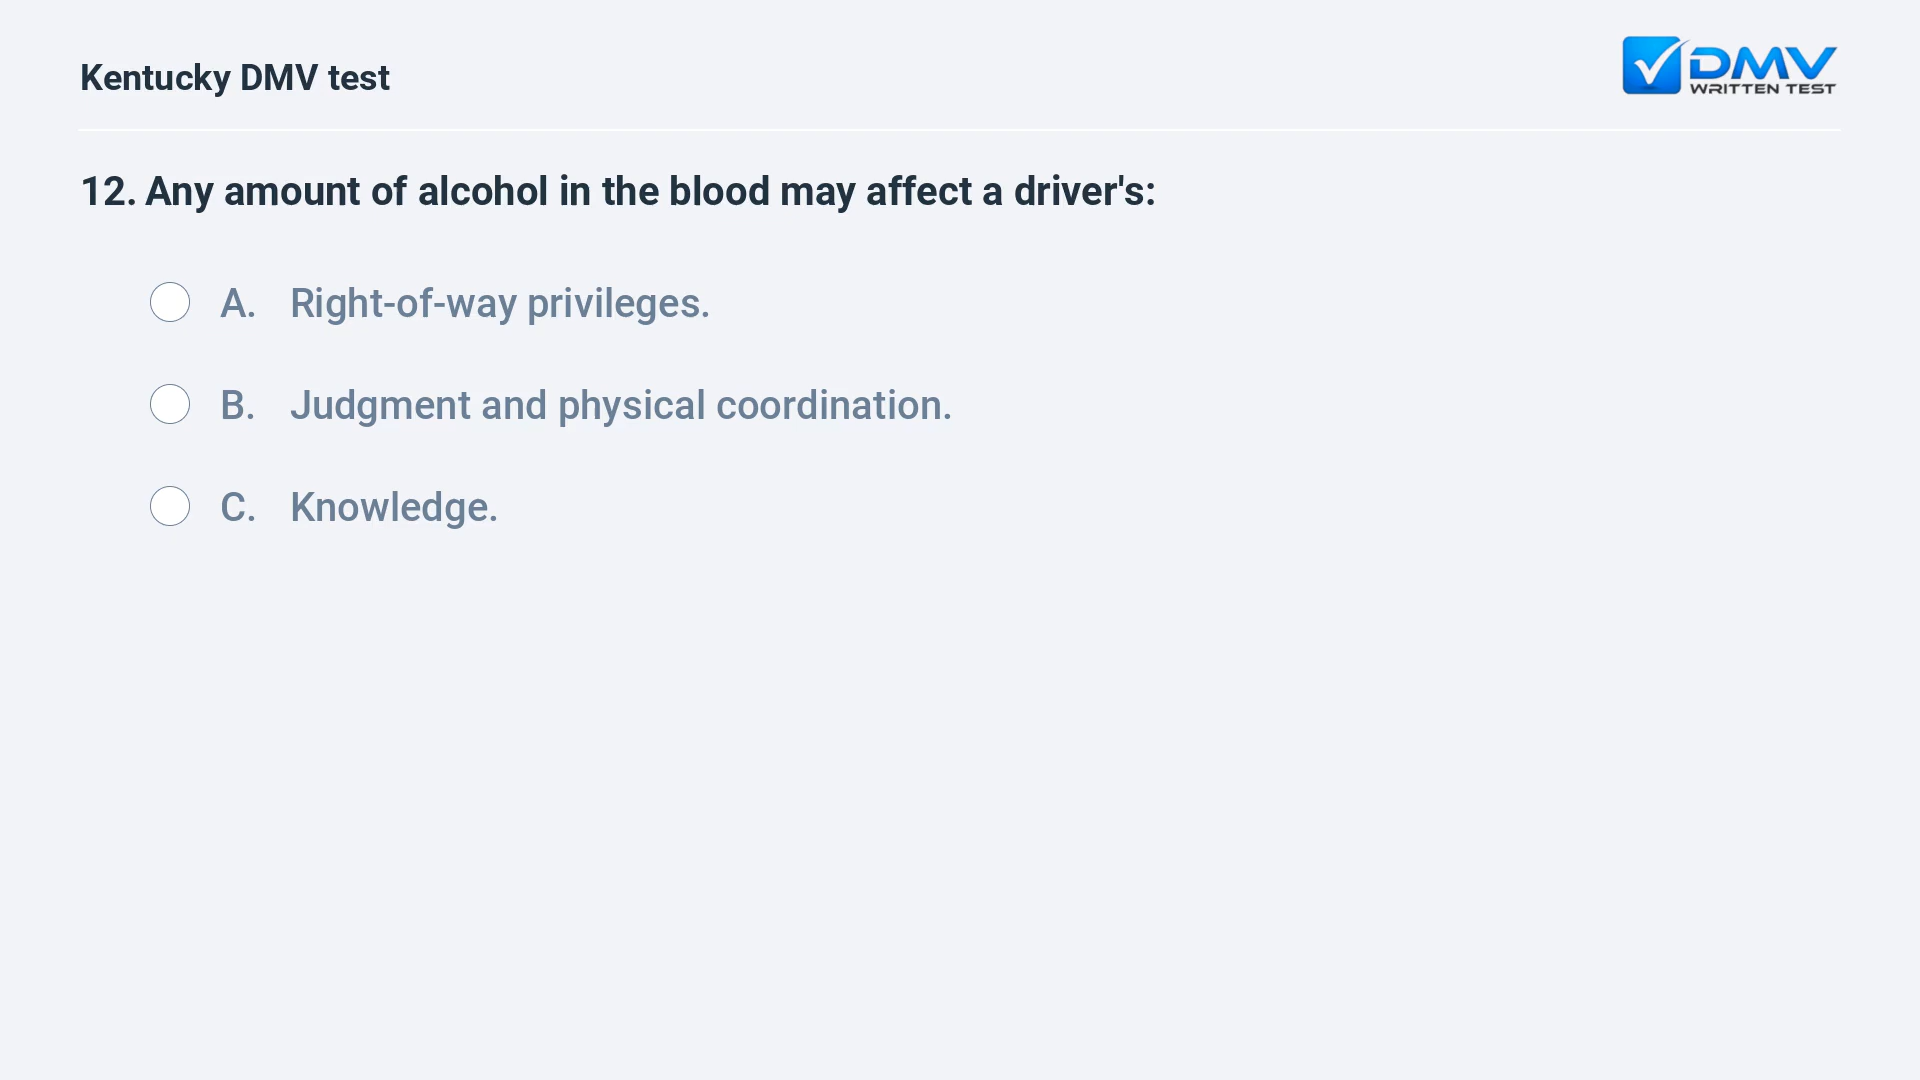 Kentucky DMV test
DMV
WRITTEN TEST
12. Any amount of alcohol in the blood may affect a driver's:
A. Right-of-way privileges.
B. Judgment and physical coordination.
C. Knowledge.